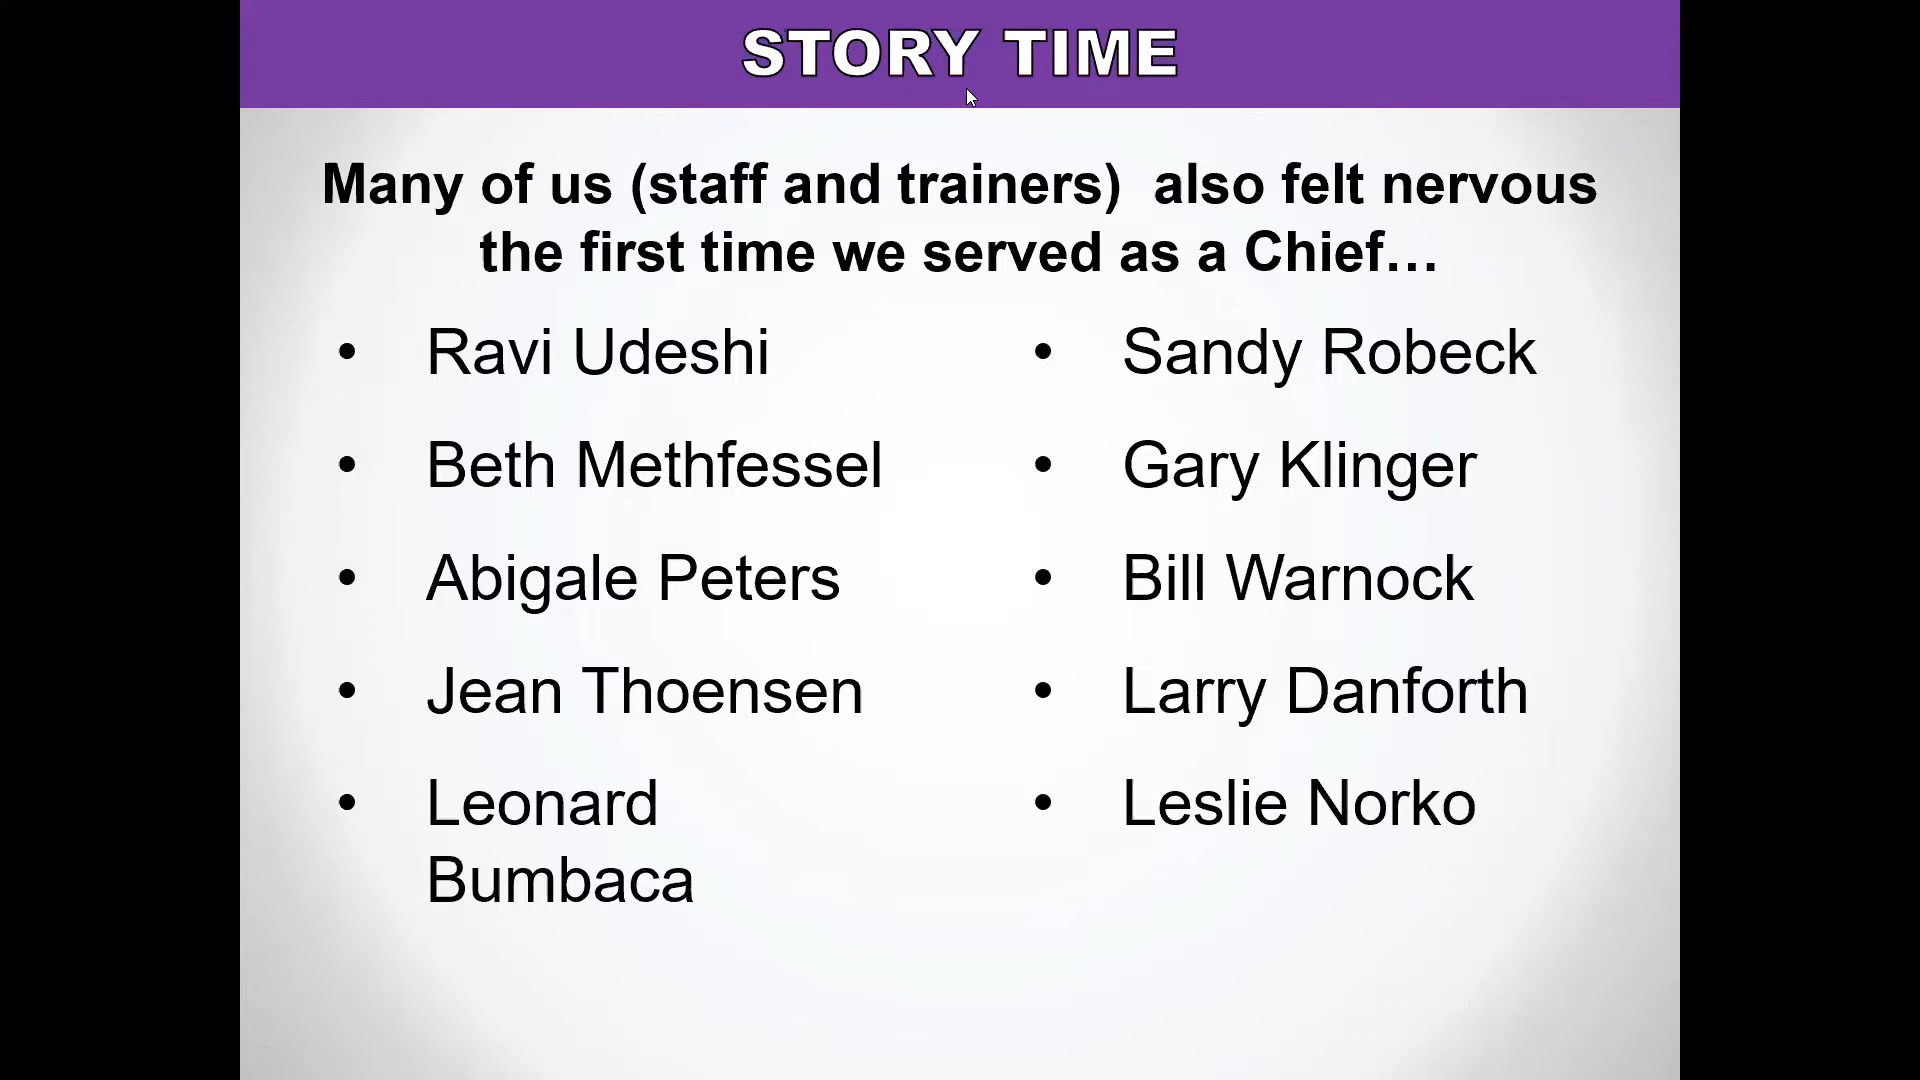 STORY TIME
Many of us (staff and trainers)  also felt nervous
the first time we served as a Chief…
• Ravi Udeshi
• Beth Methfessel
• Abigale Peters
• Jean Thoensen
• Leonard
Bumbaca
• Sandy Robeck
• Gary Klinger
• Bill Warnock
• Larry Danforth
• Leslie Norko